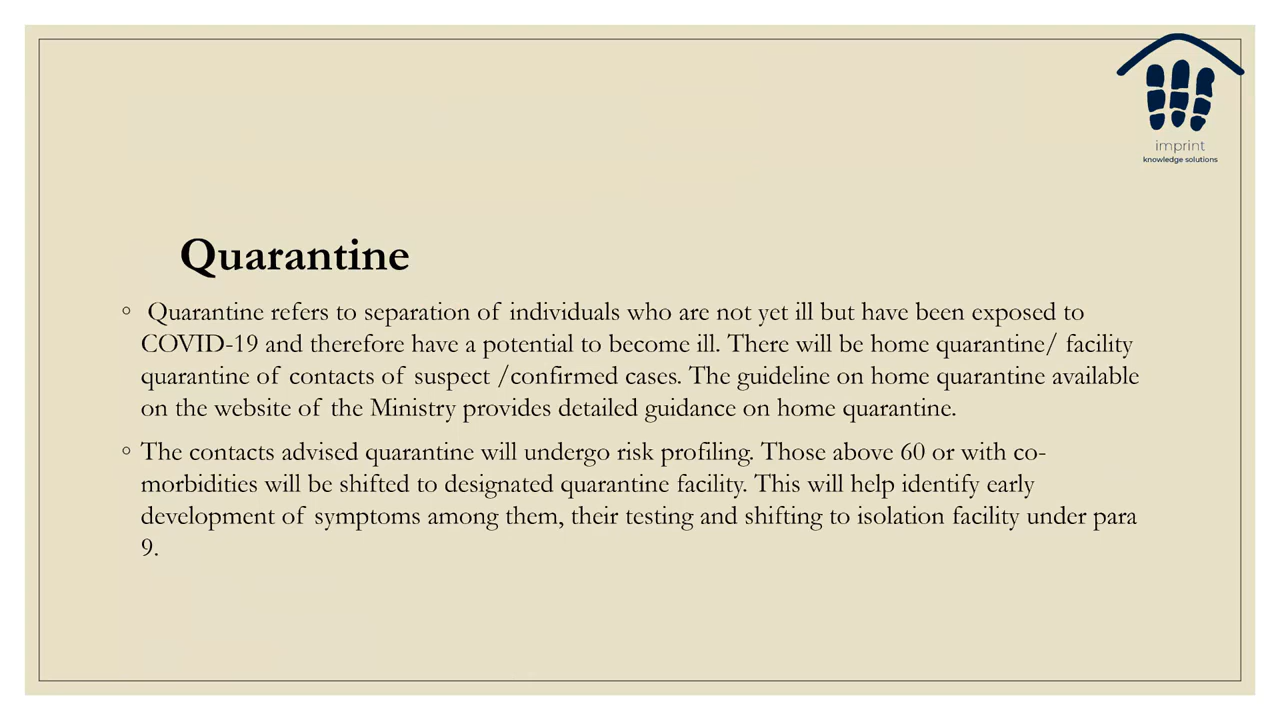 imprint
knowledge solutions
Quarantine
◦ Quarantine refers to separation of individuals who are not yet ill but have been exposed to
COVID-19 and therefore have a potential to become ill. There will be home quarantine/ facility
quarantine of contacts of suspect /confirmed cases. The guideline on home quarantine available
on the website of the Ministry provides detailed guidance on home quarantine.
◦ The contacts advised quarantine will undergo risk profiling. Those above 60 or with co-
morbidities will be shifted to designated quarantine facility. This will help identify early
development of symptoms among them, their testing and shifting to isolation facility under para
9.